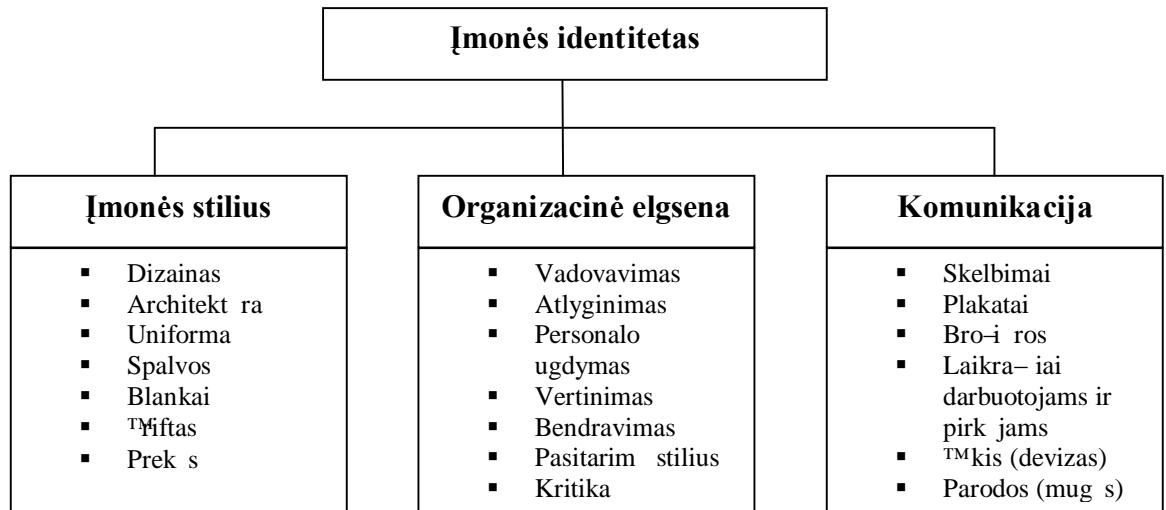 Įmonės identitetas
Įmonės stilius
▪ Dizainas
▪ Architekt ra
▪ Uniforma
▪ Spalvos
▪ Blankai
▪ ™riftas
▪ Prek s
Organizacinė elgsena
▪ Vadovavimas
▪ Atlyginimas
▪ Personalo
ugdymas
▪ Vertinimas
▪ Bendravimas
▪ Pasitarim stilius
▪ Kritika
Komunikacija
▪ Skelbimai
▪ Plakatai
▪ Bro–i ros
▪ Laikra– iai
darbuotojams ir
pirk jams
▪ ™kis (devizas)
▪ Parodos (mug s)